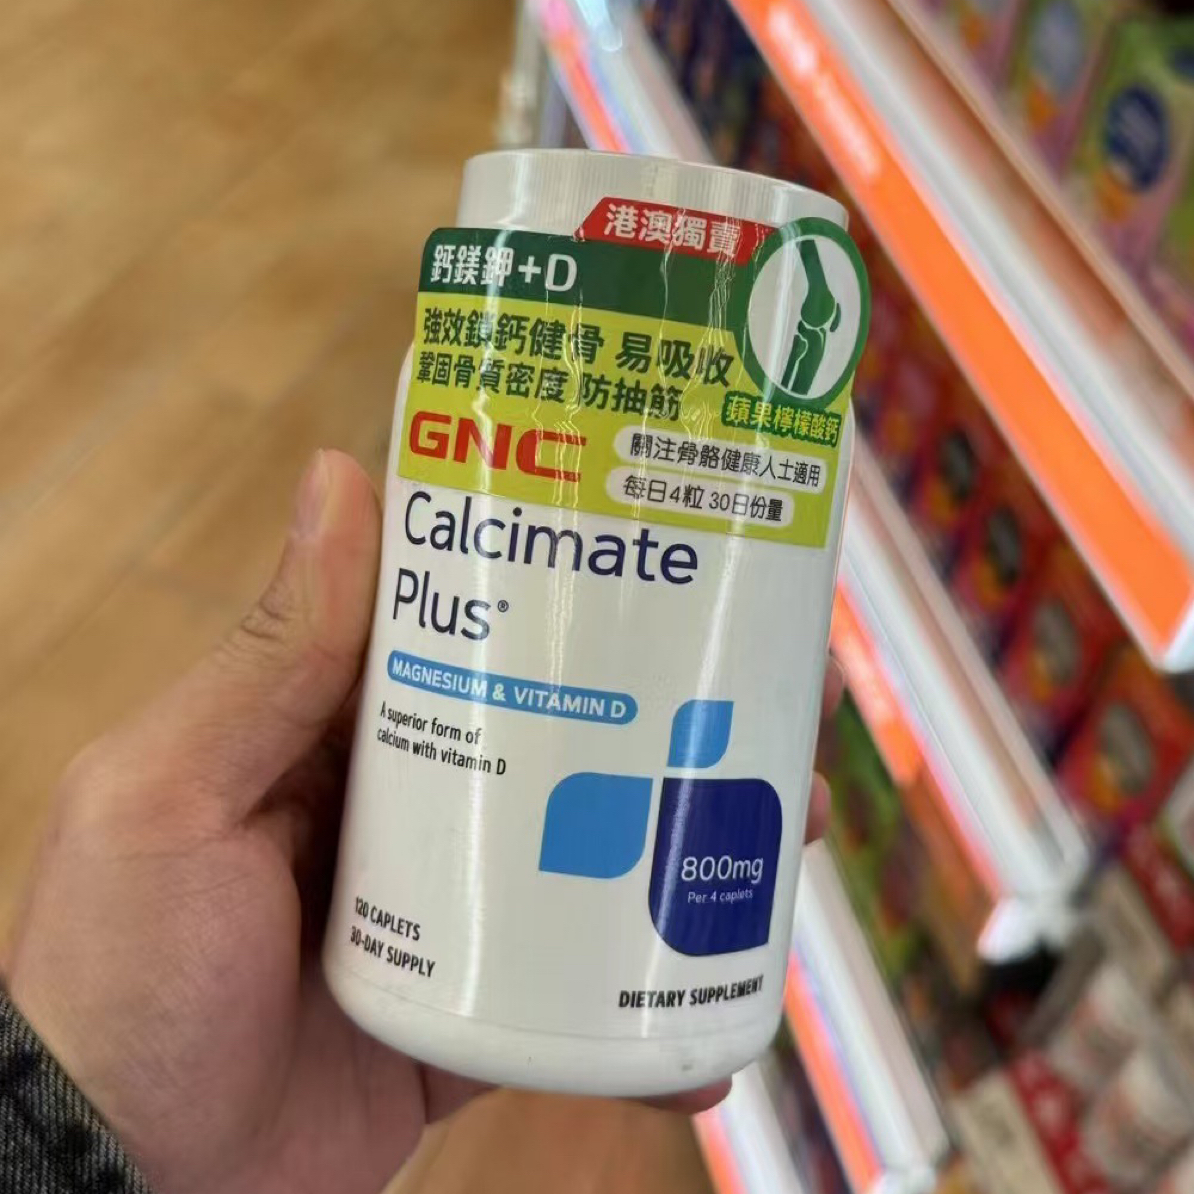 港澳獨賣
鈣鎂鉀+D
強效鎖鈣健骨 易吸收
鞏固骨質密度 防抽筋
蘋果檸檬酸鈣
GNC
關注骨骼健康人士適用
每日4粒 30日份量
Calcimate
Plus®
MAGNESIUM & VITAMIN D
A superior form of
calcium with vitamin D
800mg
Per 4 caplets
120 CAPLETS
30-DAY SUPPLY
DIETARY SUPPLEMENT